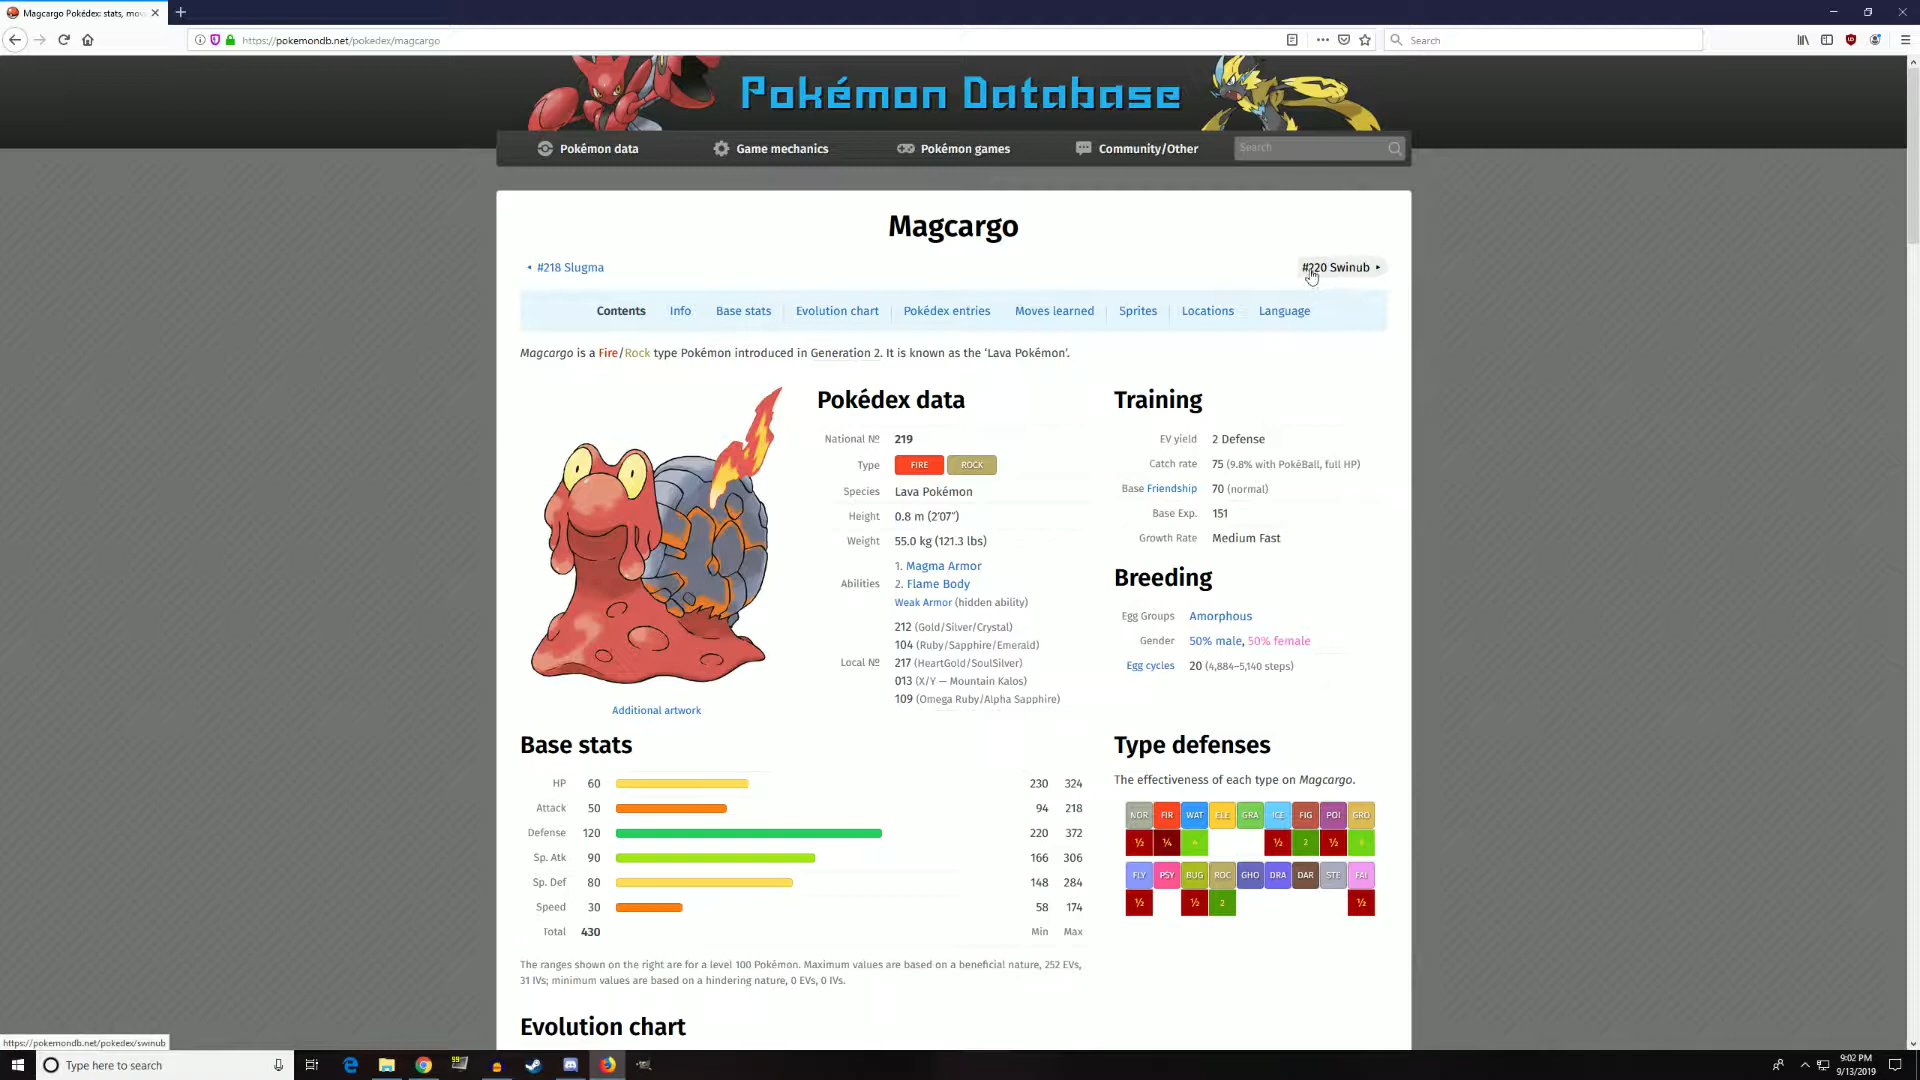 Magcargo Pokédex: stats, mov
https://pokemondb.net/pokedex/magcargo
Search
Pokémon Database
Pokémon data
Game mechanics
Pokémon games
Community/Other
Search
Magcargo
#218 Slugma
#220 Swinub
Contents
Info
Base stats
Evolution chart
Pokédex entries
Moves learned
Sprites
Locations
Language
Magcargo is a Fire/Rock type Pokémon introduced in Generation 2. It is known as the ‘Lava Pokémon’.
Additional artwork
Pokédex data
National № 219
Type FIRE ROCK
Species Lava Pokémon
Height 0.8 m (2′07″)
Weight 55.0 kg (121.3 lbs)
Abilities
1. Magma Armor
2. Flame Body
Weak Armor (hidden ability)
Local №
212 (Gold/Silver/Crystal)
104 (Ruby/Sapphire/Emerald)
217 (HeartGold/SoulSilver)
013 (X/Y — Mountain Kalos)
109 (Omega Ruby/Alpha Sapphire)
Training
EV yield 2 Defense
Catch rate 75 (9.8% with PokéBall, full HP)
Base Friendship 70 (normal)
Base Exp. 151
Growth Rate Medium Fast
Breeding
Egg Groups Amorphous
Gender 50% male, 50% female
Egg cycles 20 (4,884–5,140 steps)
Base stats
HP 60 230 324
Attack 50 94 218
Defense 120 220 372
Sp. Atk 90 166 306
Sp. Def 80 148 284
Speed 30 58 174
Total 430 Min Max
The ranges shown on the right are for a level 100 Pokémon. Maximum values are based on a beneficial nature, 252 EVs,
31 IVs; minimum values are based on a hindering nature, 0 EVs, 0 IVs.
Type defenses
The effectiveness of each type on Magcargo.
NOR FIR WAT ELE GRA ICE FIG POI GRO
½ ¼ 4 ½ 2 ½ 4
FLY PSY BUG ROC GHO DRA DAR STE FAI
½ ½ 2 ½
Evolution chart
https://pokemondb.net/pokedex/swinub
Type here to search
9:02 PM
9/13/2019